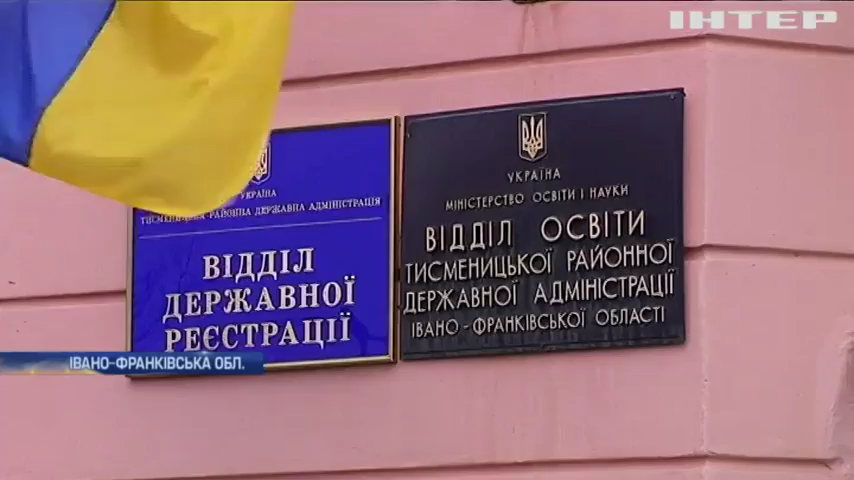 ІНТЕР
УКРАЇНА
ТИСМЕНИЦЬКА РАЙОННА ДЕРЖАВНА АДМІНІСТРАЦІЯ
ВІДДІЛ
ДЕРЖАВНОЇ
РЕЄСТРАЦІЇ
УКРАЇНА
МІНІСТЕРСТВО ОСВІТИ І НАУКИ
ВІДДІЛ ОСВІТИ
ТИСМЕНИЦЬКОЇ РАЙОННОЇ
ДЕРЖАВНОЇ АДМІНІСТРАЦІЇ
ІВАНО-ФРАНКІВСЬКОЇ ОБЛАСТІ
ІВАНО-ФРАНКІВСЬКА ОБЛ.